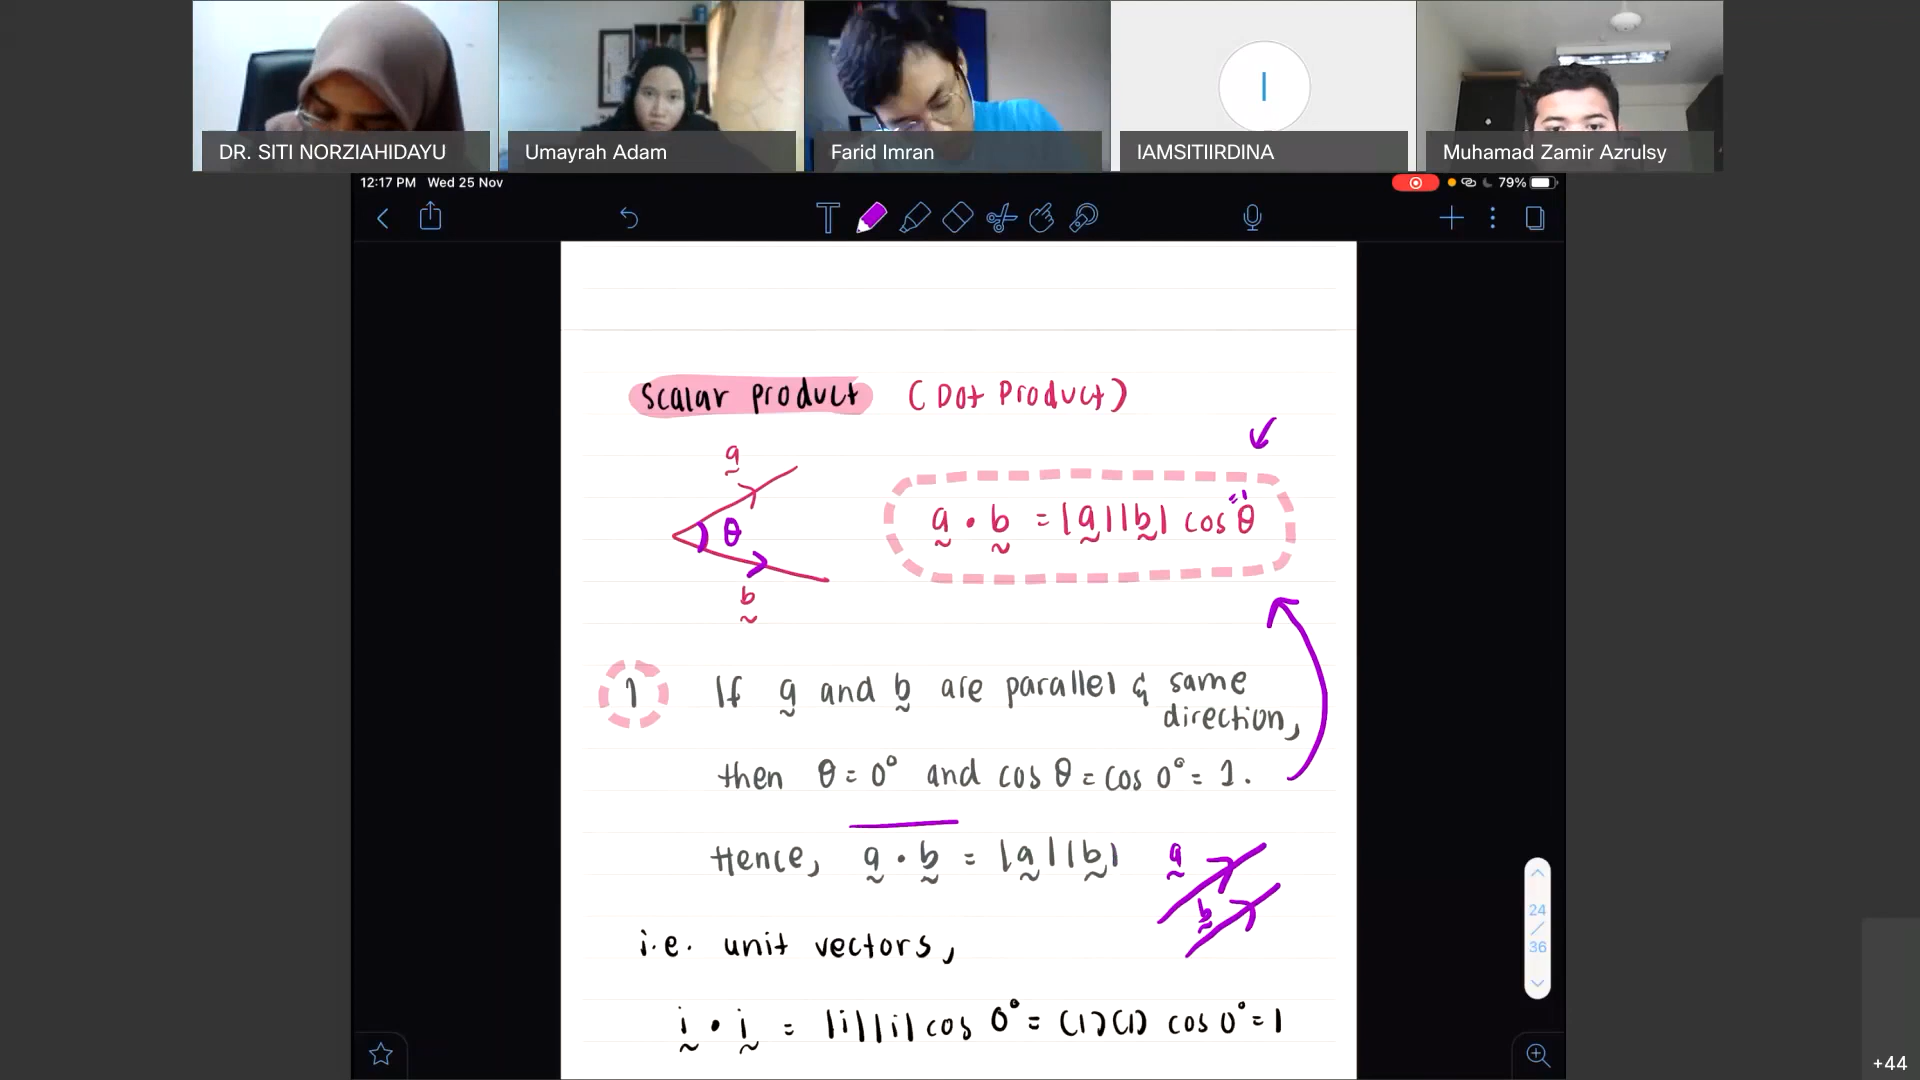 DR. SITI NORZIAHIDAYU
Umayrah Adam
Farid Imran
I
IAMSITIIRDINA
Muhamad Zamir Azrulsy
12:17 PM Wed 25 Nov
79%
T
Scalar product (Dot Product)
a
θ
b
a • b = |a||b| cos θ
=1
1
If a and b are parallel & same
direction,
then θ = 0° and cos θ = cos 0° = 1.
Hence, a • b = |a||b|
a
b
i.e. unit vectors,
i • i = |i||i| cos 0° = (1)(1) cos 0° = 1
24
/
36
+44